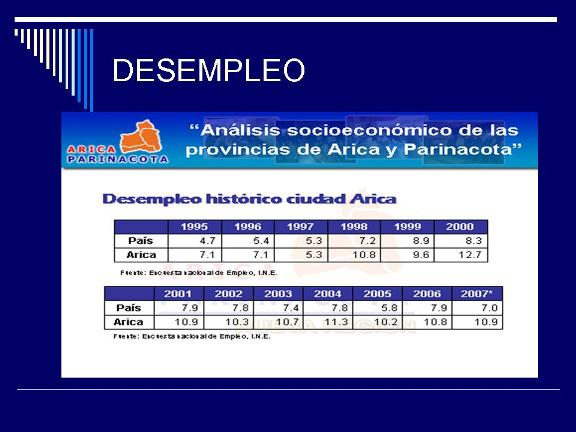 DESEMPLEO
ARICA
PARINACOTA
“Análisis socioeconómico de las
provincias de Arica y Parinacota”
Desempleo histórico ciudad Arica
1995 1996 1997 1998 1999 2000
País 4.7 5.4 5.3 7.2 8.9 8.3
Arica 7.1 7.1 5.3 10.8 9.6 12.7
Fuente: Encuesta nacional de Empleo, I.N.E.
2001 2002 2003 2004 2005 2006 2007*
País 7.9 7.8 7.4 7.8 5.8 7.9 7.0
Arica 10.9 10.3 10.7 11.3 10.2 10.8 10.9
Fuente: Encuesta nacional de Empleo, I.N.E.